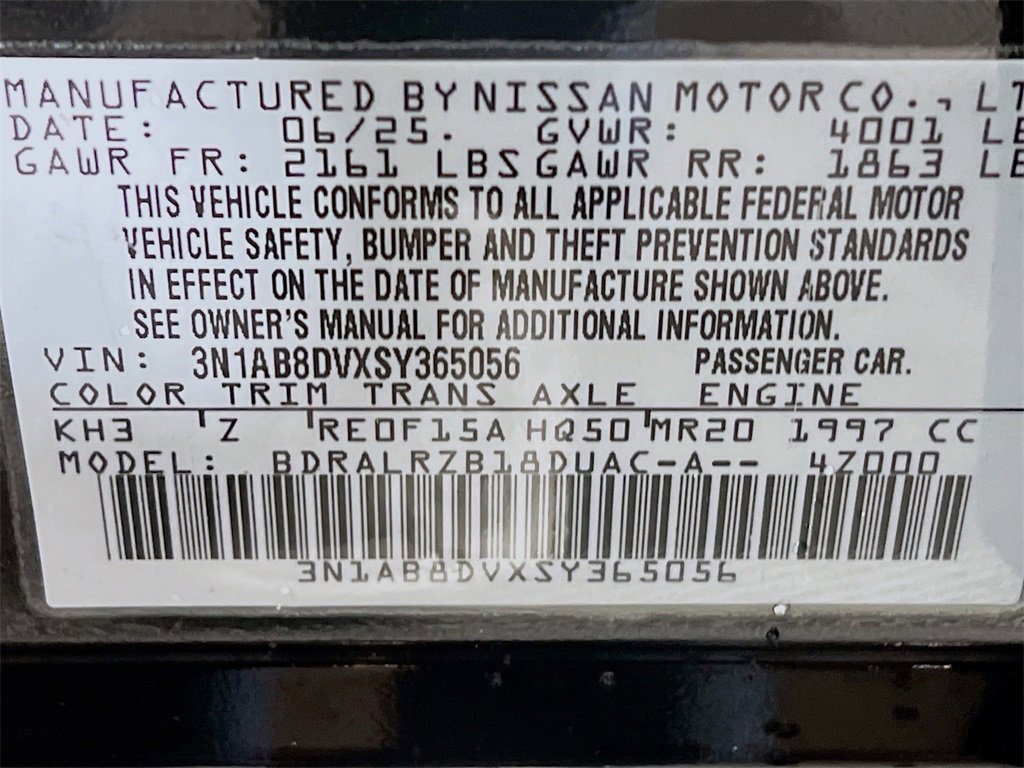 MANUFACTURED BY NISSAN MOTOR CO., LT
DATE: 06/25. GVWR: 4001 LB
GAWR FR: 2161 LBS GAWR RR: 1863 LB
THIS VEHICLE CONFORMS TO ALL APPLICABLE FEDERAL MOTOR
VEHICLE SAFETY, BUMPER AND THEFT PREVENTION STANDARDS
IN EFFECT ON THE DATE OF MANUFACTURE SHOWN ABOVE.
SEE OWNER'S MANUAL FOR ADDITIONAL INFORMATION.
VIN: 3N1AB8DVXSY365056 PASSENGER CAR.
COLOR TRIM TRANS AXLE ENGINE
KH3 Z RE0F15A HQ50 MR20 1997 CC
MODEL: BDRALRZB18DUAC-A-- 4Z000
3N1AB8DVXSY365056